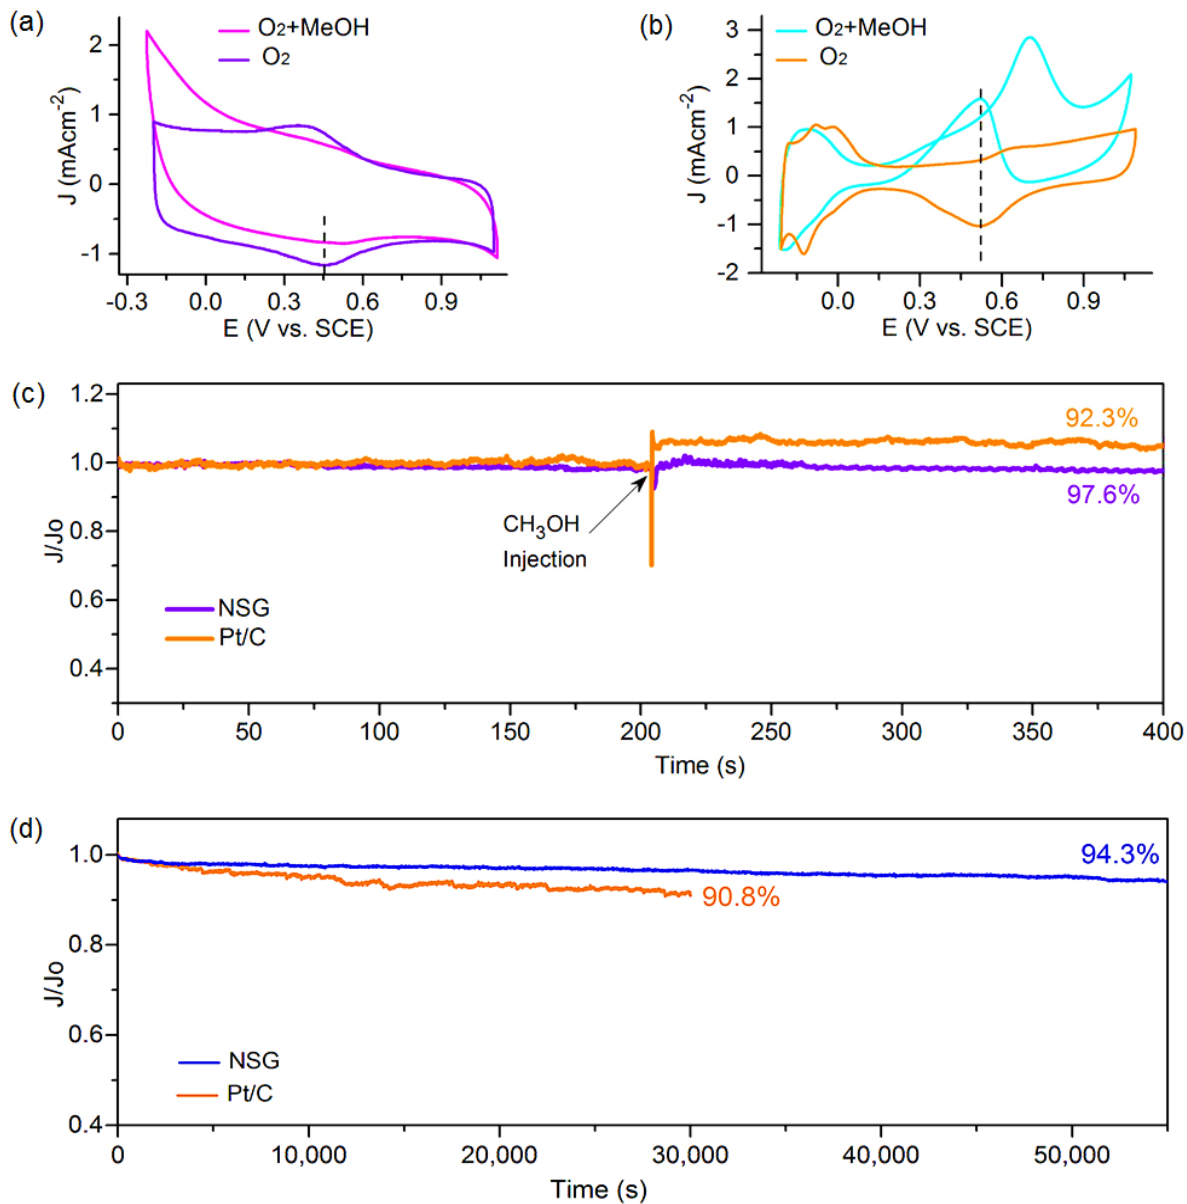 (a)
O2+MeOH
O2
J (mAcm-2)
2
1
0
-1
-0.3
0.0
0.3
0.6
0.9
E (V vs. SCE)
(b)
O2+MeOH
O2
J (mAcm-2)
3
2
1
0
-1
-2
0.0
0.3
0.6
0.9
E (V vs. SCE)
(c)
J/Jo
1.2
1.0
0.8
0.6
0.4
92.3%
97.6%
CH3OH
Injection
NSG
Pt/C
0
50
100
150
200
250
300
350
400
Time (s)
(d)
J/Jo
1.0
0.8
0.6
0.4
94.3%
90.8%
NSG
Pt/C
0
10,000
20,000
30,000
40,000
50,000
Time (s)